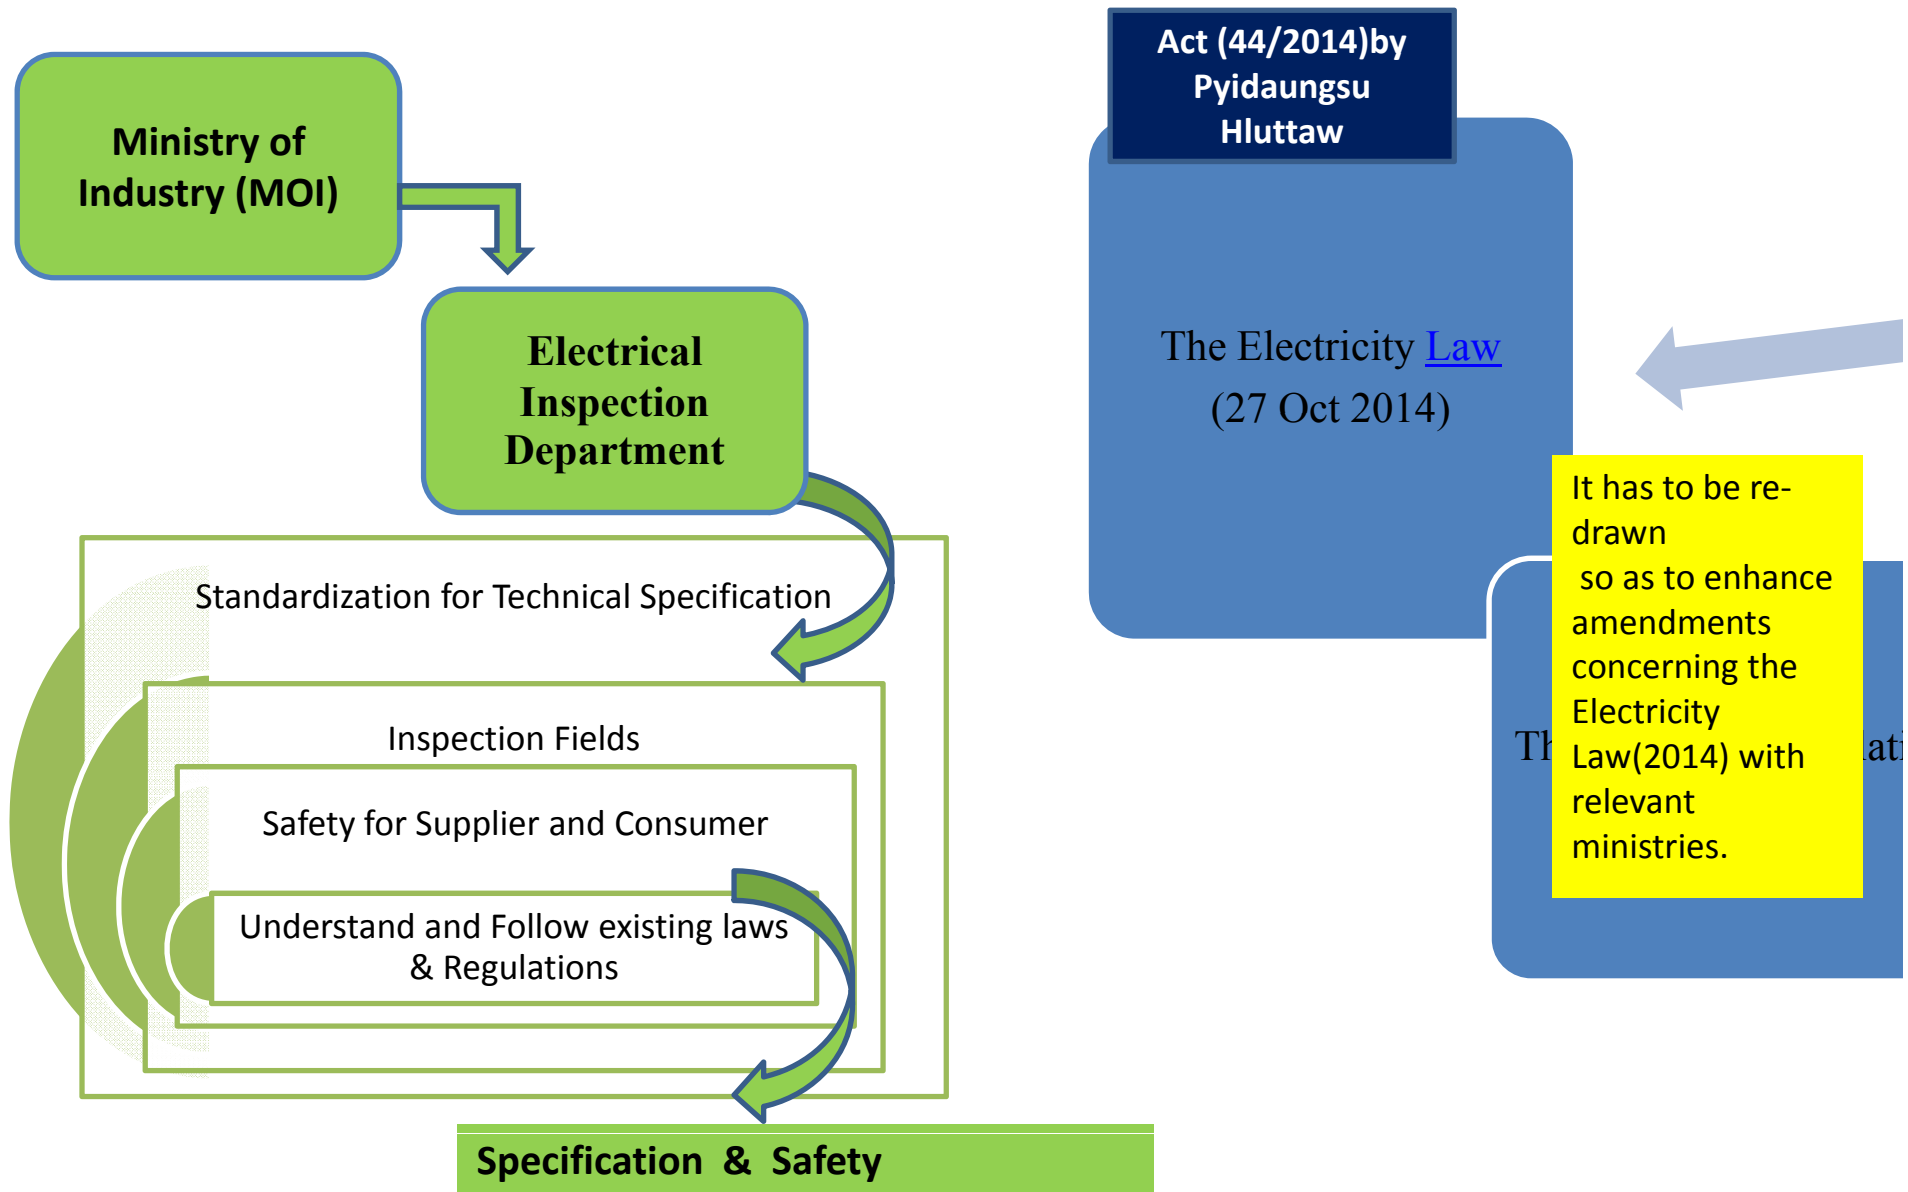 Ministry of
Industry (MOI)
Electrical
Inspection
Department
Standardization for Technical Specification
Inspection Fields
Safety for Supplier and Consumer
Understand and Follow existing laws
& Regulations
Specification & Safety
Act (44/2014)by
Pyidaungsu
Hluttaw
The Electricity Law
(27 Oct 2014)
It has to be re-
drawn
so as to enhance
amendments
concerning the
Electricity
Law(2014) with
relevant
ministries.